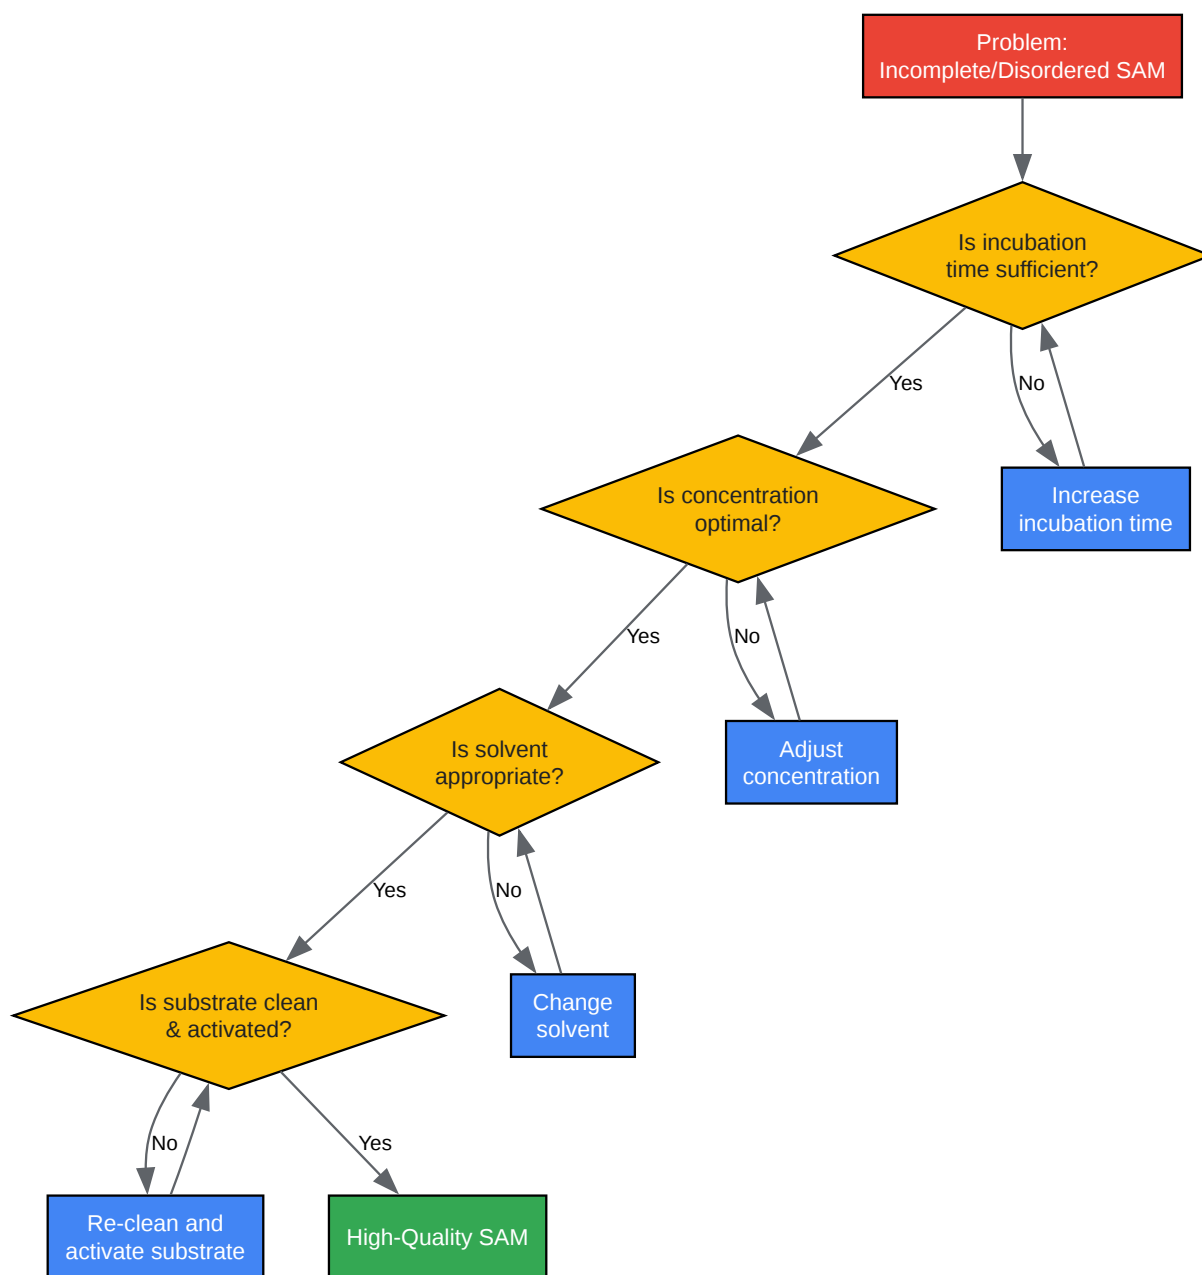 Problem:
Incomplete/Disordered SAM
Is incubation
time sufficient?
Yes
No
Increase
incubation time
Is concentration
optimal?
Yes
No
Adjust
concentration
Is solvent
appropriate?
Yes
No
Change
solvent
Is substrate clean
& activated?
No
Yes
Re-clean and
activate substrate
High-Quality SAM